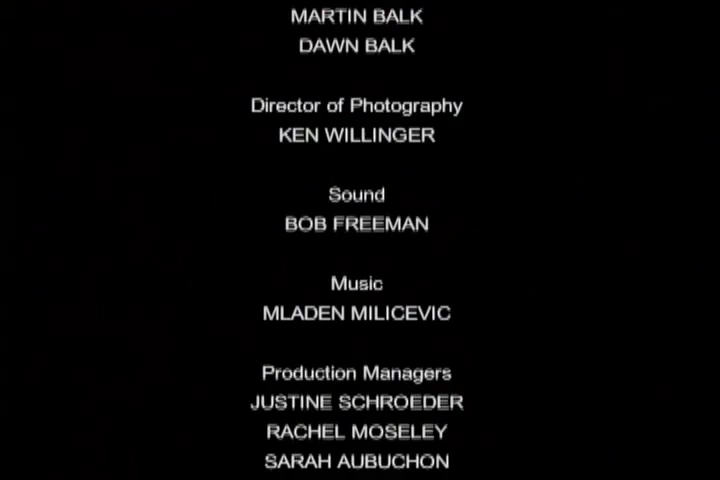 MARTIN BALK
DAWN BALK
Director of Photography
KEN WILLINGER
Sound
BOB FREEMAN
Music
MLADEN MILICEVIC
Production Managers
JUSTINE SCHROEDER
RACHEL MOSELEY
SARAH AUBUCHON